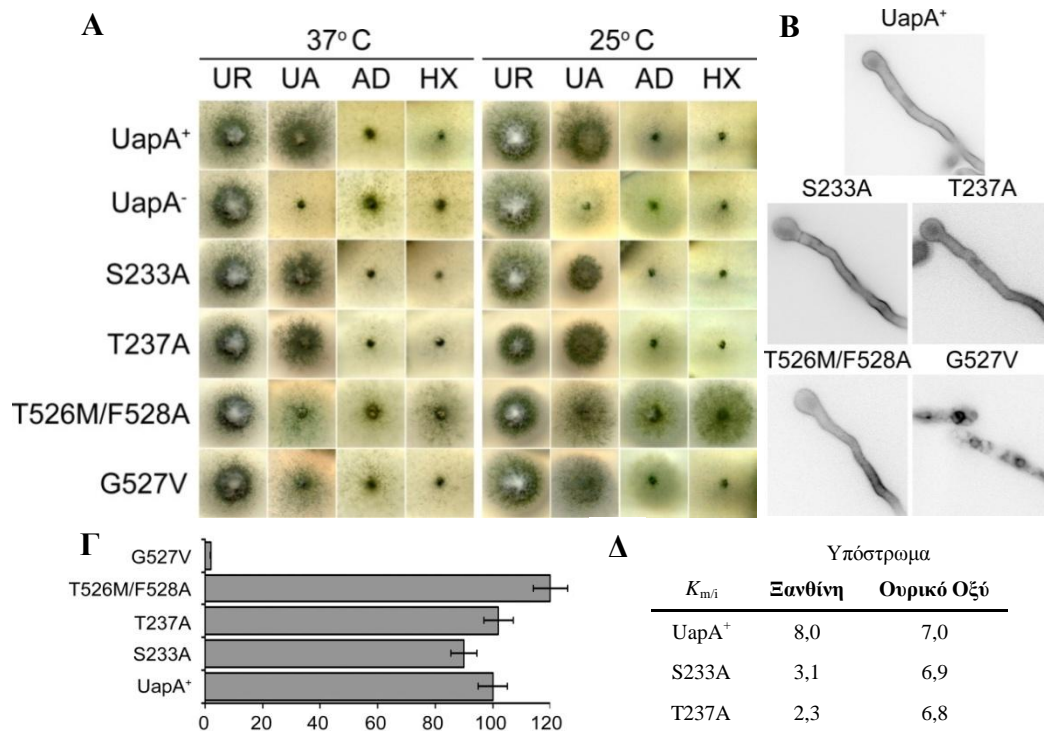 Α
37° C
25° C
UR UA AD HX UR UA AD HX
UapA⁺
UapA⁻
S233A
T237A
T526M/F528A
G527V
Β
UapA⁺
S233A T237A
T526M/F528A G527V
Γ
G527V
T526M/F528A
T237A
S233A
UapA⁺
0 20 40 60 80 100 120
Δ
Υπόστρωμα
Km/i Ξανθίνη Ουρικό Οξύ
UapA⁺ 8,0 7,0
S233A 3,1 6,9
T237A 2,3 6,8